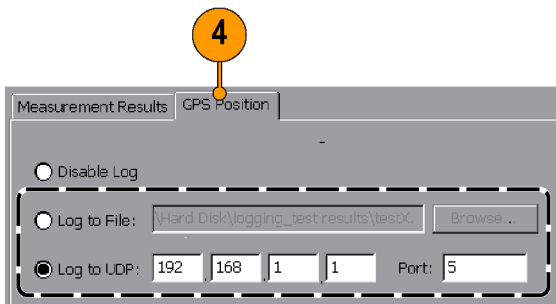 4
Measurement Results GPS Position
-
Disable Log
Log to File: \Hard Disk\logging_test results\testX. Browse...
Log to UDP: 192 . 168 . 1 . 1 Port: 5